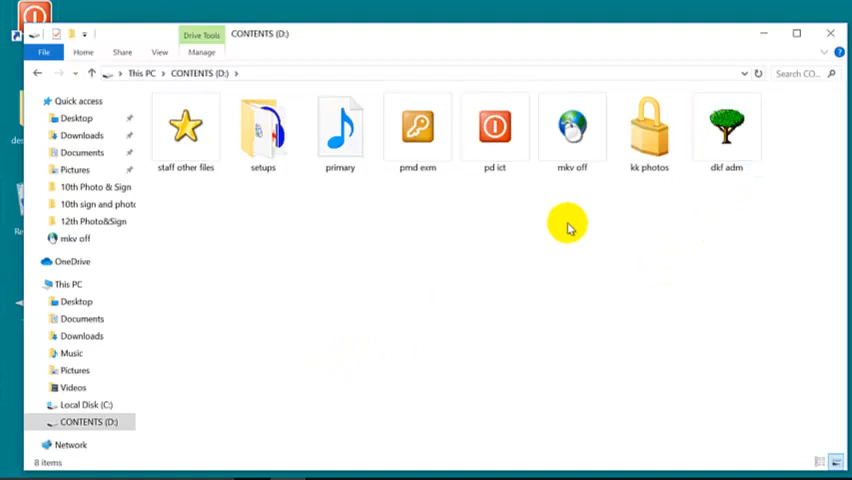 Drive Tools
CONTENTS (D:)
File
Home
Share
View
Manage
This PC
CONTENTS (D:)
Search CO...
Quick access
Desktop
Downloads
Documents
Pictures
10th Photo & Sign
10th sign and photo
12th Photo&Sign
mkv off
OneDrive
This PC
Desktop
Documents
Downloads
Music
Pictures
Videos
Local Disk (C:)
CONTENTS (D:)
Network
staff other files
setups
primary
pmd exm
pd ict
mkv off
kk photos
dkf adm
8 items